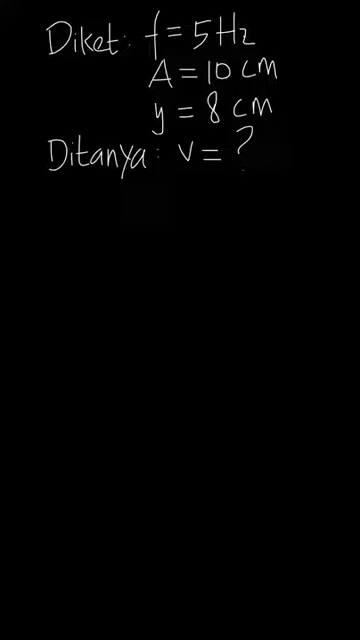 Diket: f = 5 Hz
A = 10 cm
y = 8 cm
Ditanya: v = ?